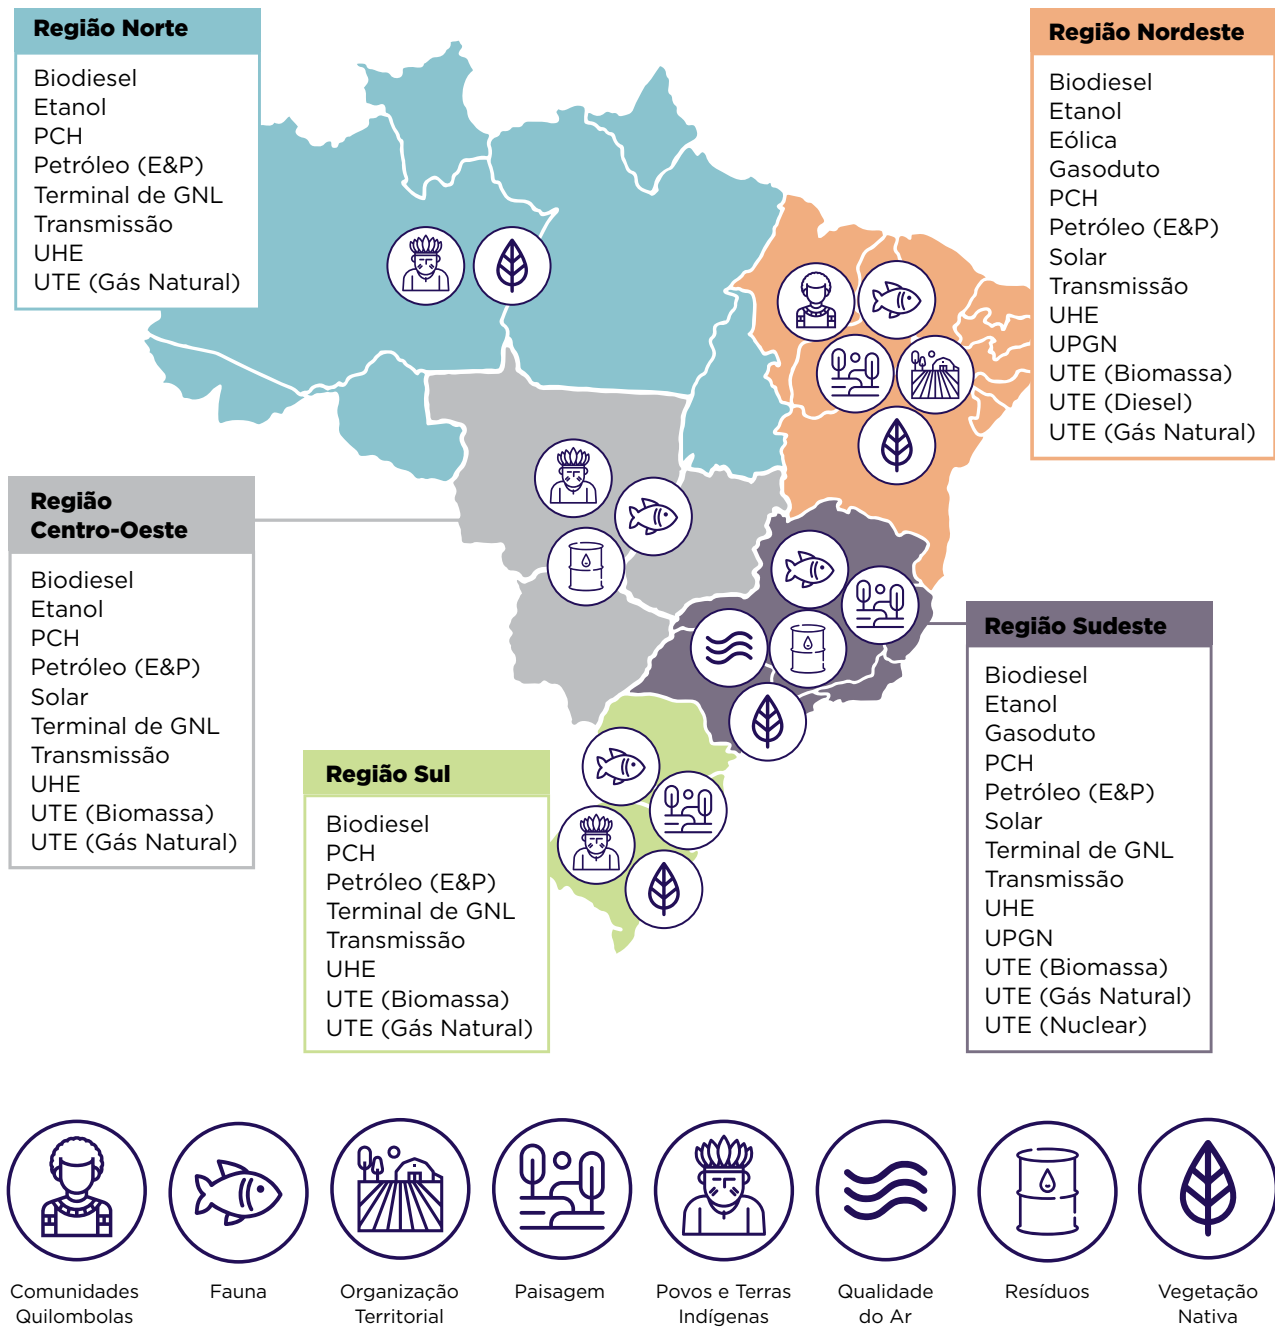 Região Norte
Biodiesel
Etanol
PCH
Petróleo (E&P)
Terminal de GNL
Transmissão
UHE
UTE (Gás Natural)
Região Nordeste
Biodiesel
Etanol
Eólica
Gasoduto
PCH
Petróleo (E&P)
Solar
Transmissão
UHE
UPGN
UTE (Biomassa)
UTE (Diesel)
UTE (Gás Natural)
Região
Centro-Oeste
Biodiesel
Etanol
PCH
Petróleo (E&P)
Solar
Terminal de GNL
Transmissão
UHE
UTE (Biomassa)
UTE (Gás Natural)
Região Sudeste
Biodiesel
Etanol
Gasoduto
PCH
Petróleo (E&P)
Solar
Terminal de GNL
Transmissão
UHE
UPGN
UTE (Biomassa)
UTE (Gás Natural)
UTE (Nuclear)
Região Sul
Biodiesel
PCH
Petróleo (E&P)
Terminal de GNL
Transmissão
UHE
UTE (Biomassa)
UTE (Gás Natural)
Comunidades
Quilombolas
Fauna
Organização
Territorial
Paisagem
Povos e Terras
Indígenas
Qualidade
do Ar
Resíduos
Vegetação
Nativa